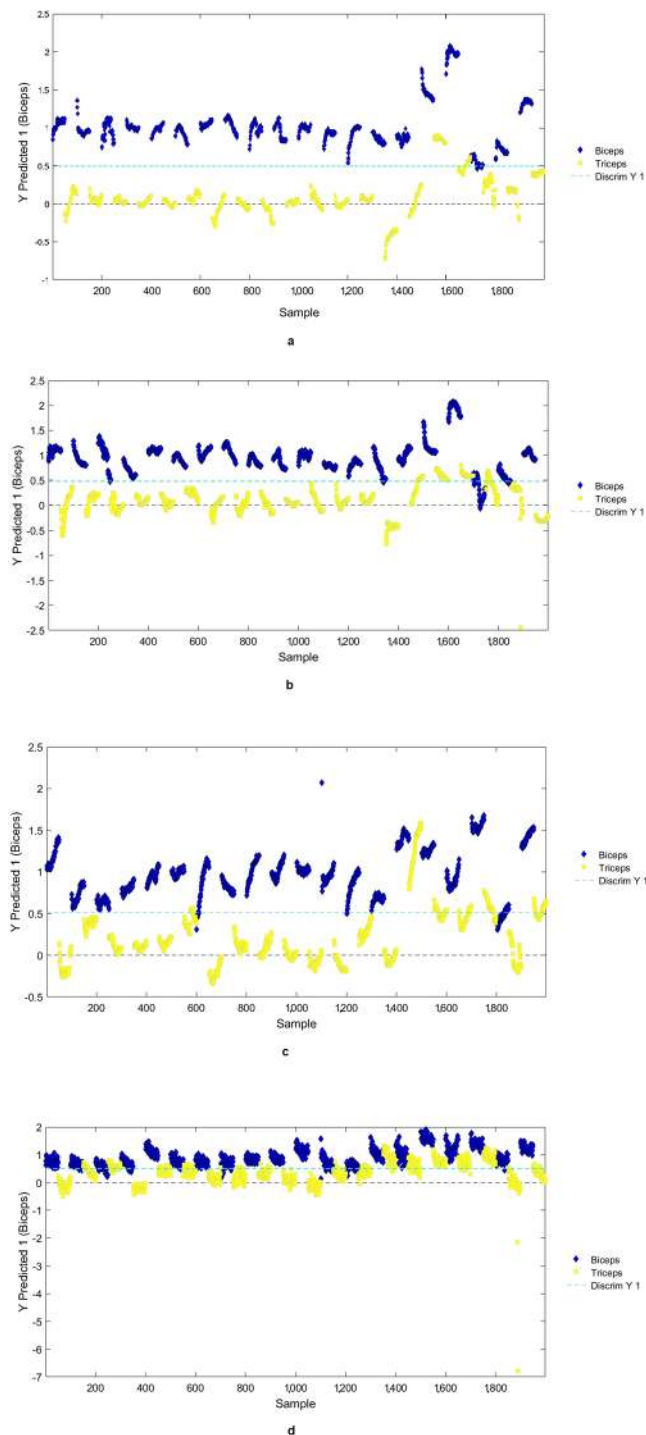 Y Predicted 1 (Biceps)
2.5
2
1.5
1
0.5
0
-0.5
-1
200 400 600 800 1,000 1,200 1,400 1,600 1,800
Sample
Biceps
Triceps
Discrim Y 1
a
Y Predicted 1 (Biceps)
2.5
2
1.5
1
0.5
0
-0.5
-1
-1.5
-2
-2.5
200 400 600 800 1,000 1,200 1,400 1,600 1,800
Sample
Biceps
Triceps
Discrim Y 1
b
Y Predicted 1 (Biceps)
2.5
2
1.5
1
0.5
0
-0.5
200 400 600 800 1,000 1,200 1,400 1,600 1,800
Sample
Biceps
Triceps
Discrim Y 1
c
Y Predicted 1 (Biceps)
2
1
0
-1
-2
-3
-4
-5
-6
-7
200 400 600 800 1,000 1,200 1,400 1,600 1,800
Sample
Biceps
Triceps
Discrim Y 1
d